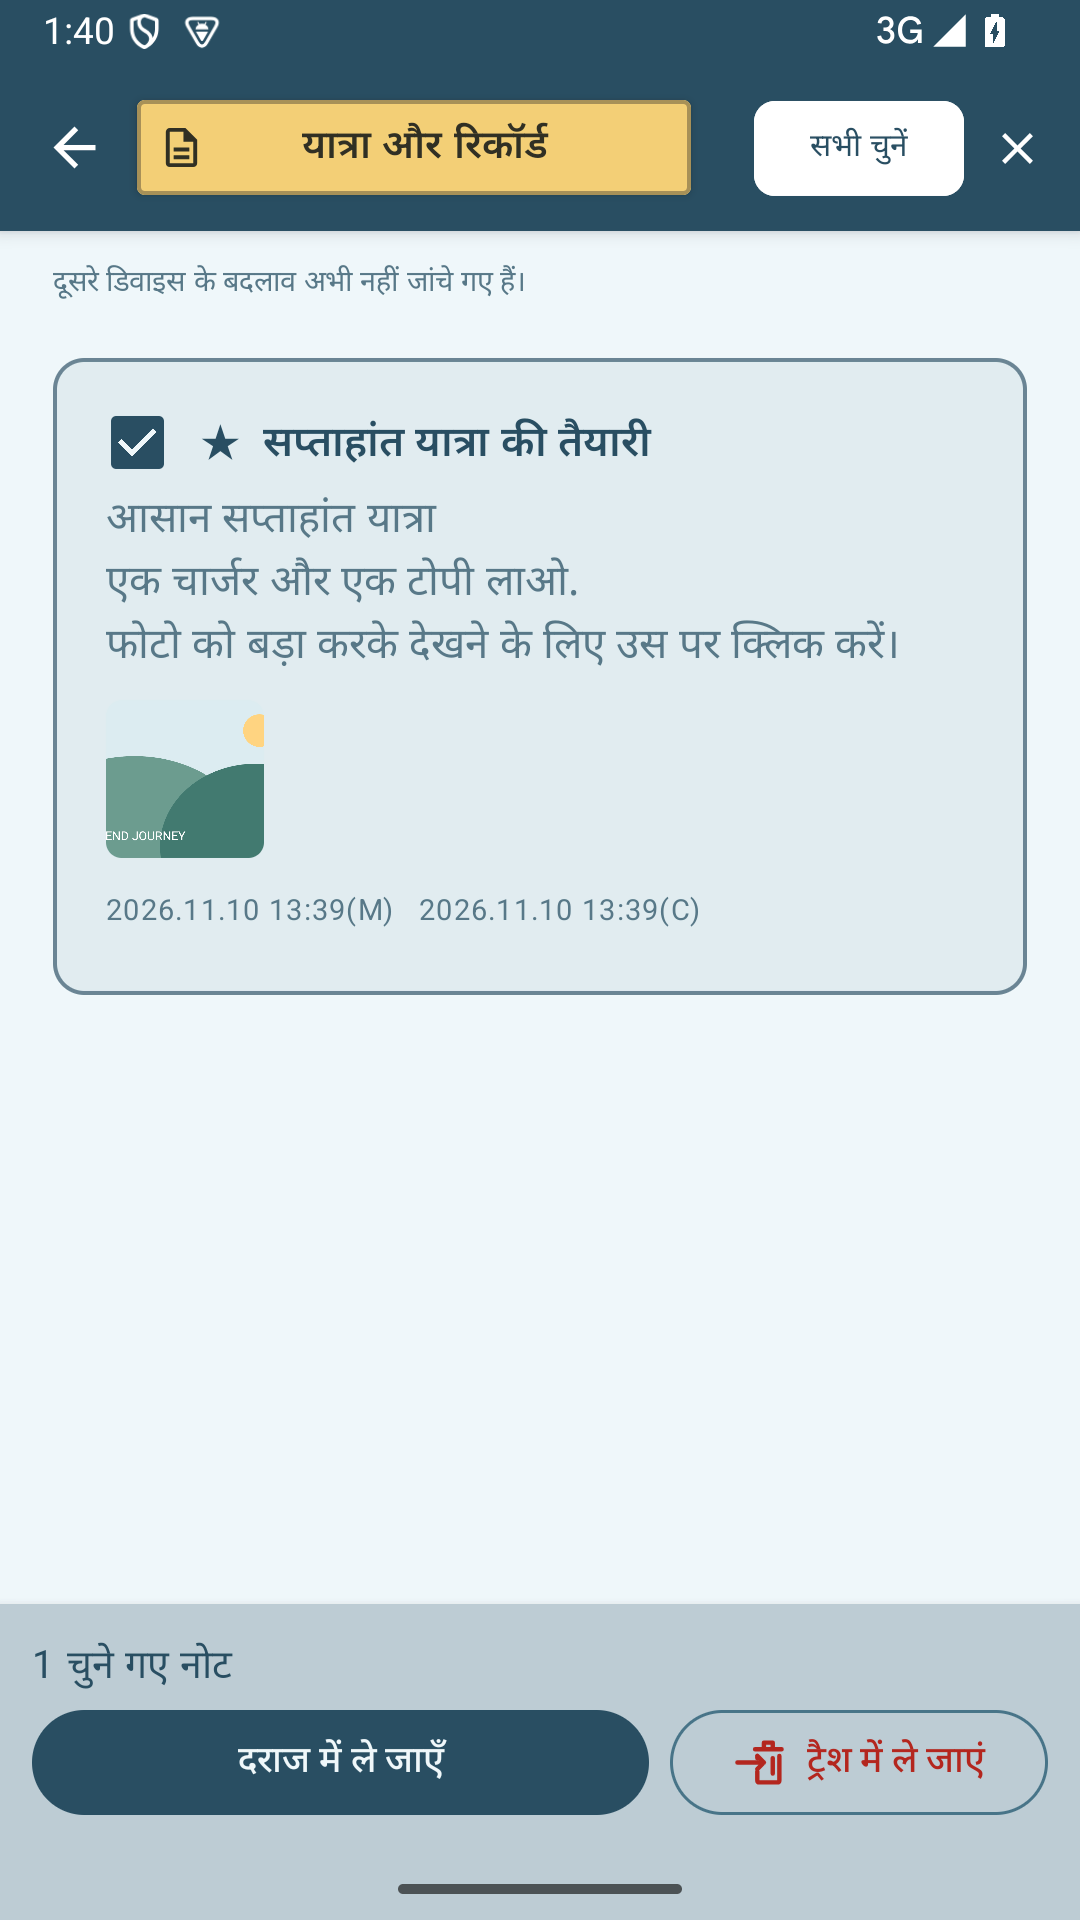 1:40
3G
यात्रा और रिकॉर्ड
सभी चुनें
दूसरे डिवाइस के बदलाव अभी नहीं जांचे गए हैं।
★ सप्ताहांत यात्रा की तैयारी
आसान सप्ताहांत यात्रा
एक चार्जर और एक टोपी लाओ.
फोटो को बड़ा करके देखने के लिए उस पर क्लिक करें।
END JOURNEY
2026.11.10 13:39(M) 2026.11.10 13:39(C)
1 चुने गए नोट
दराज में ले जाएँ
ट्रैश में ले जाएं